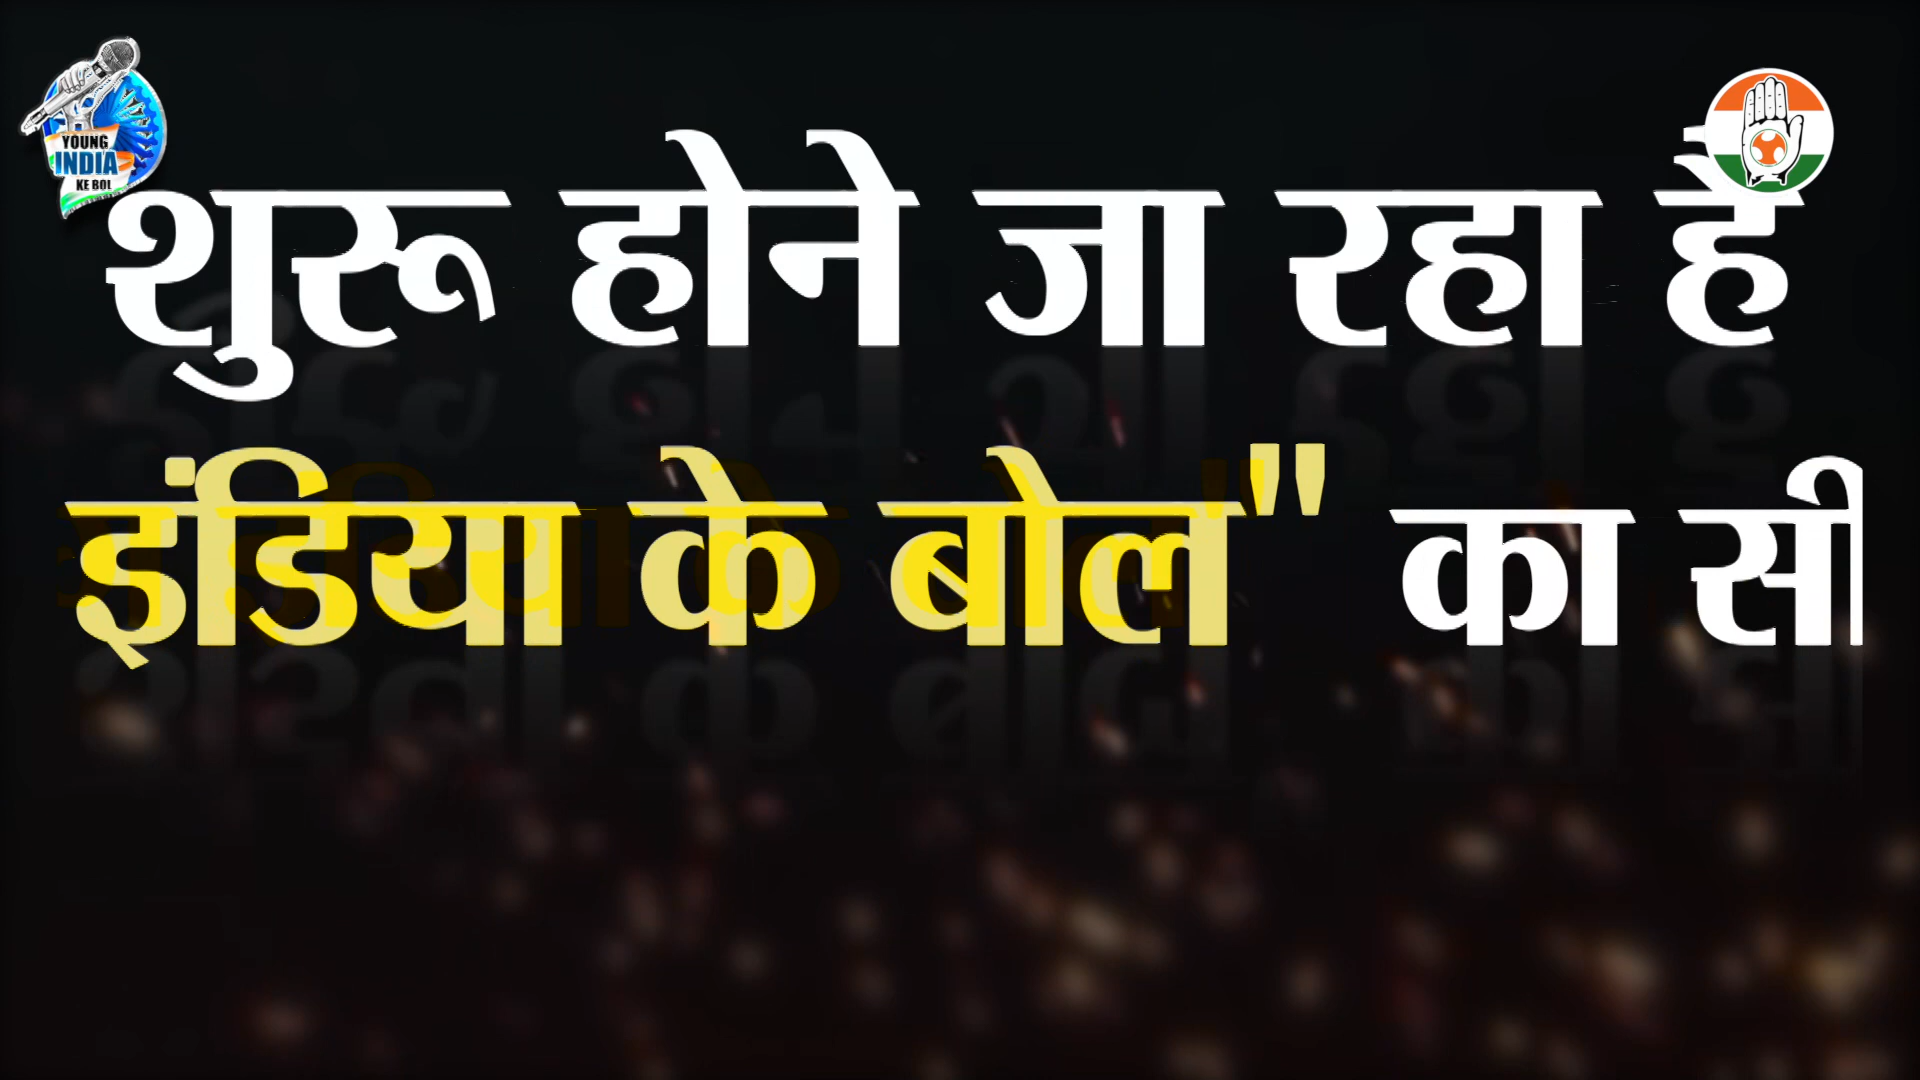 YOUNG
INDIA
KE BOL
शुरू होने जा रहा है
इंडिया के बोल" का सी